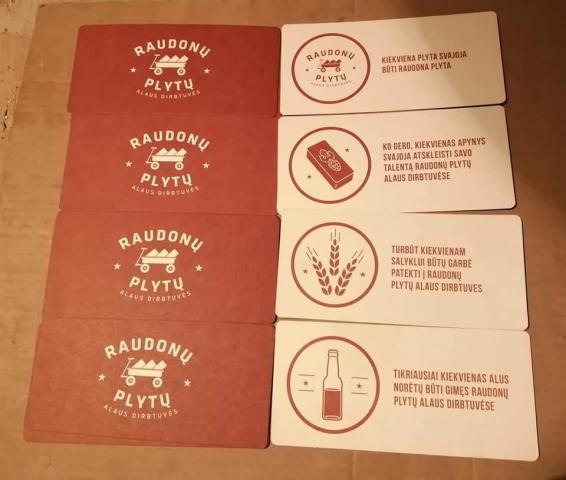 RAUDONŲ
PLYTŲ
ALAUS DIRBTUVĖS
RAUDONŲ
PLYTŲ
ALAUS DIRBTUVĖS
KIEKVIENA PLYTA SVAJOJA
BŪTI RAUDONA PLYTA
RAUDONŲ
PLYTŲ
ALAUS DIRBTUVĖS
KO GERO, KIEKVIENAS APYNYS
SVAJOJA ATSKLEISTI SAVO
TALENTĄ RAUDONŲ PLYTŲ
ALAUS DIRBTUVĖSE
RAUDONŲ
PLYTŲ
ALAUS DIRBTUVĖS
TURBŪT KIEKVIENAM
SALYKLUI BŪTŲ GARBĖ
PATEKTI Į RAUDONŲ
PLYTŲ ALAUS DIRBTUVES
RAUDONŲ
PLYTŲ
ALAUS DIRBTUVĖS
TIKRIAUSIAI KIEKVIENAS ALUS
NORĖTŲ BŪTI GIMĘS RAUDONŲ
PLYTŲ ALAUS DIRBTUVĖSE